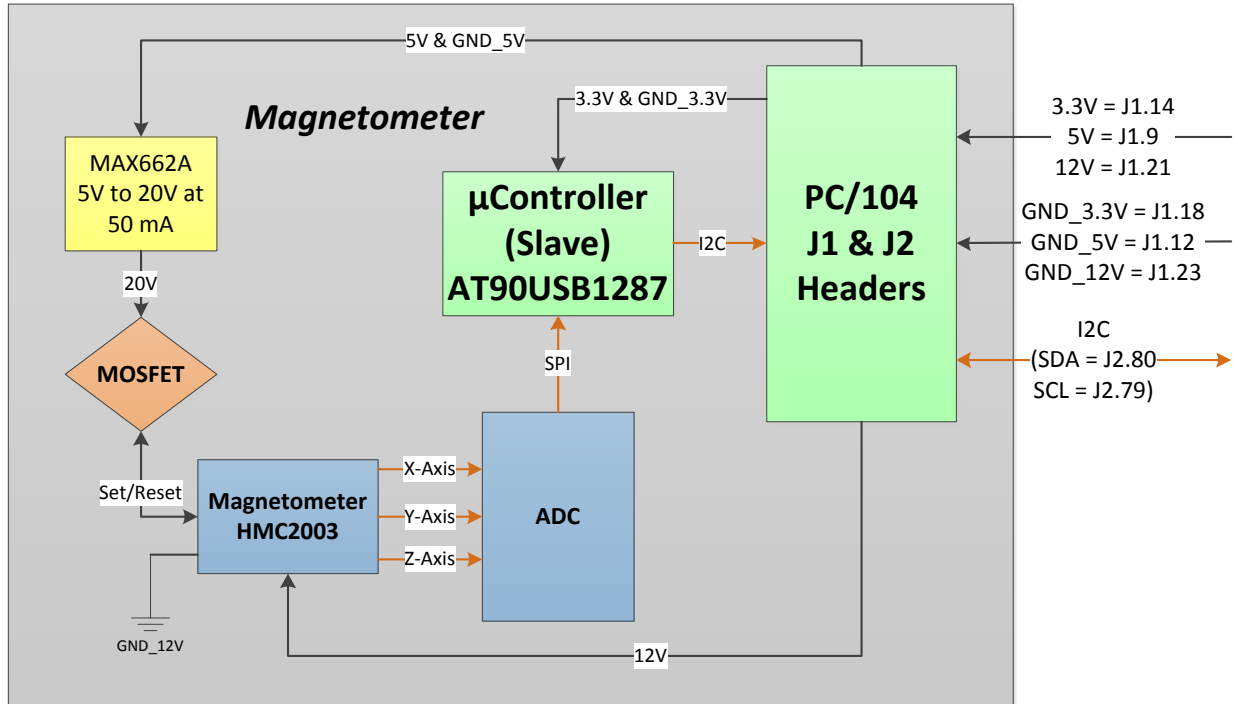 5V & GND_5V
3.3V & GND_3.3V
Magnetometer
MAX662A
5V to 20V at
50 mA
µController
(Slave)
AT90USB1287
PC/104
J1 & J2
Headers
3.3V = J1.14
5V = J1.9
12V = J1.21
GND_3.3V = J1.18
GND_5V = J1.12
GND_12V = J1.23
I2C
20V
I2C
(SDA = J2.80
SCL = J2.79)
MOSFET
SPI
Set/Reset
Magnetometer
HMC2003
X-Axis
Y-Axis
Z-Axis
ADC
GND_12V
12V